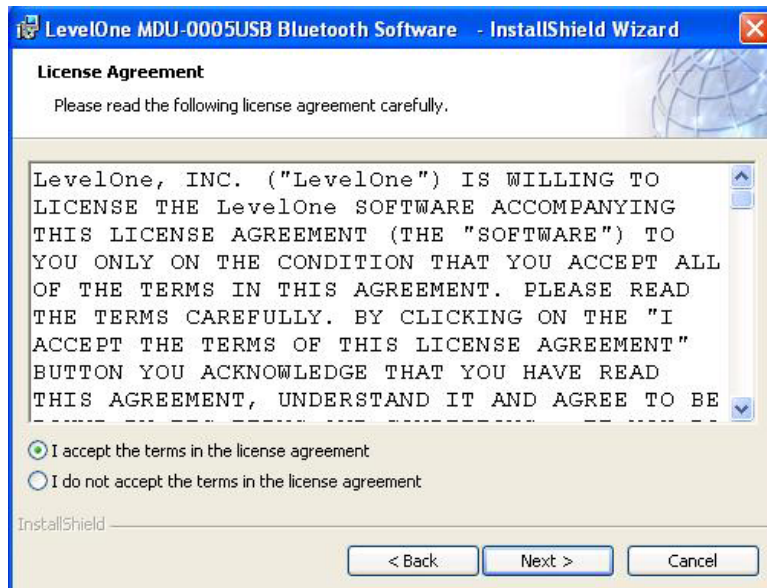 LevelOne MDU-0005USB Bluetooth Software - InstallShield Wizard
License Agreement
Please read the following license agreement carefully.
LevelOne, INC. ("LevelOne") IS WILLING TO
LICENSE THE LevelOne SOFTWARE ACCOMPANYING
THIS LICENSE AGREEMENT (THE "SOFTWARE") TO
YOU ONLY ON THE CONDITION THAT YOU ACCEPT ALL
OF THE TERMS IN THIS AGREEMENT. PLEASE READ
THE TERMS CAREFULLY. BY CLICKING ON THE "I
ACCEPT THE TERMS OF THIS LICENSE AGREEMENT"
BUTTON YOU ACKNOWLEDGE THAT YOU HAVE READ
THIS AGREEMENT, UNDERSTAND IT AND AGREE TO BE
I accept the terms in the license agreement
I do not accept the terms in the license agreement
InstallShield
< Back Next > Cancel